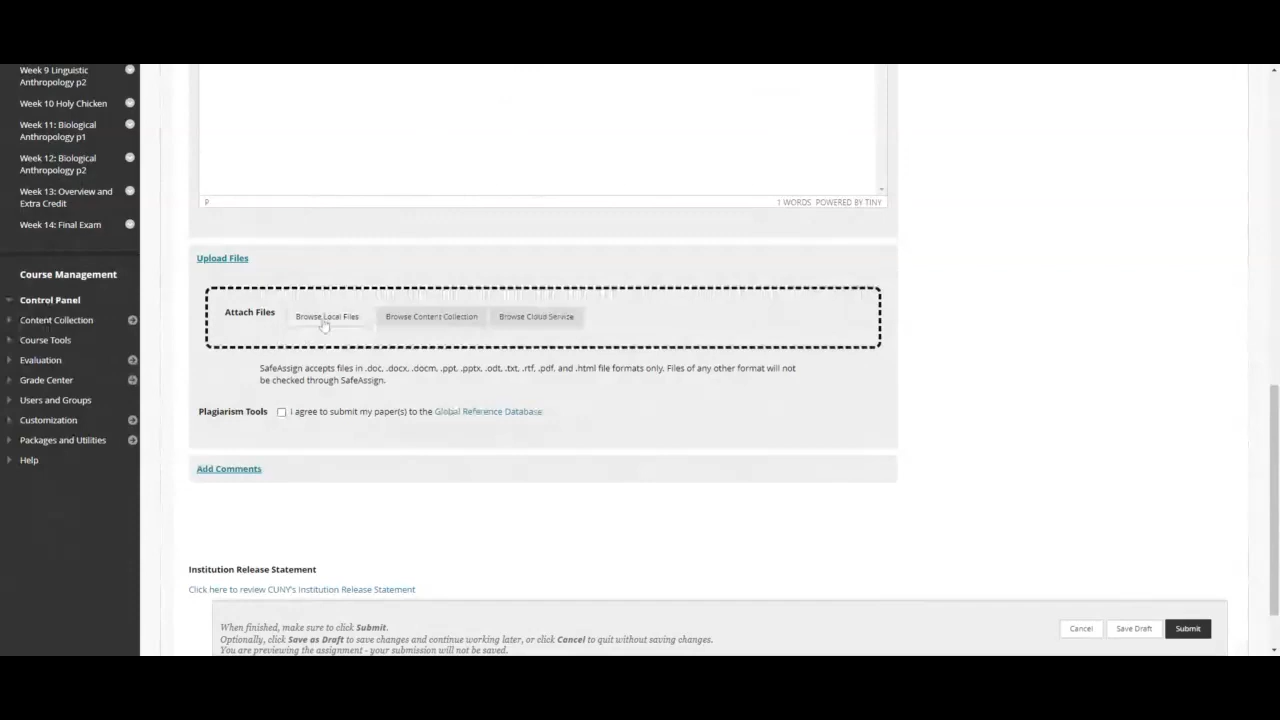 Week 9 Linguistic
Anthropology p2
Week 10 Holy Chicken
Week 11: Biological
Anthropology p1
Week 12: Biological
Anthropology p2
Week 13: Overview and
Extra Credit
Week 14: Final Exam
Course Management
Control Panel
Content Collection
Course Tools
Evaluation
Grade Center
Users and Groups
Customization
Packages and Utilities
Help
P
1 WORDS POWERED BY TINY
Upload Files
Attach Files Browse Local Files Browse Content Collection Browse Cloud Service
SafeAssign accepts files in .doc, .docx, .docm, .ppt, .pptx, .odt, .txt, .rtf, .pdf, and .html file formats only. Files of any other format will not
be checked through SafeAssign.
Plagiarism Tools I agree to submit my paper(s) to the Global Reference Database
Add Comments
Institution Release Statement
Click here to review CUNY's Institution Release Statement
When finished, make sure to click Submit.
Optionally, click Save as Draft to save changes and continue working later, or click Cancel to quit without saving changes.
You are previewing the assignment - your submission will not be saved.
Cancel Save Draft Submit